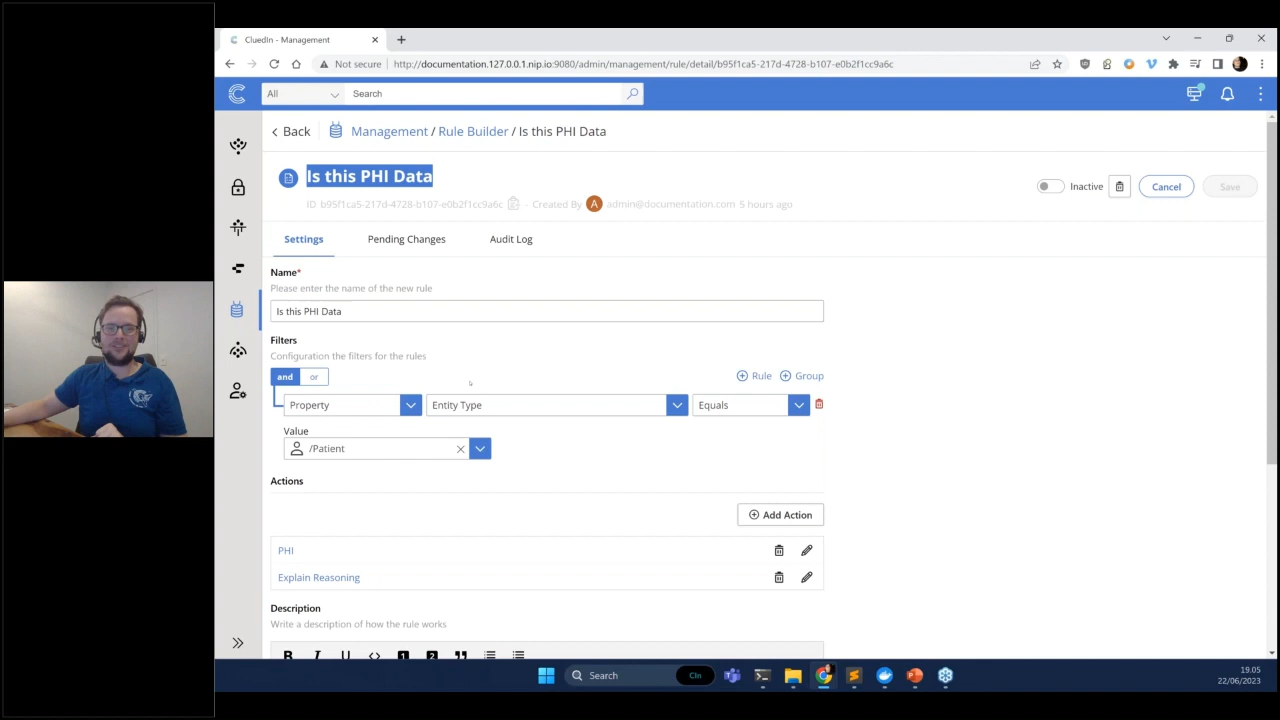 CluedIn - Management
Not secure
http://documentation.127.0.0.1.nip.io:9080/admin/management/rule/detail/b95f1ca5-217d-4728-b107-e0b2f1cc9a6c
All
Search
Back
Management / Rule Builder / Is this PHI Data
Is this PHI Data
Inactive
Cancel
Save
ID b95f1ca5-217d-4728-b107-e0b2f1cc9a6c - Created By A admin@documentation.com 5 hours ago
Settings
Pending Changes
Audit Log
Name*
Please enter the name of the new rule
Is this PHI Data
Filters
Configuration the filters for the rules
and
or
Rule
Group
Property
Entity Type
Equals
Value
/Patient
Actions
Add Action
PHI
Explain Reasoning
Description
Write a description of how the rule works
B I U <> 1 2
Search
CIn
19.05
22/06/2023